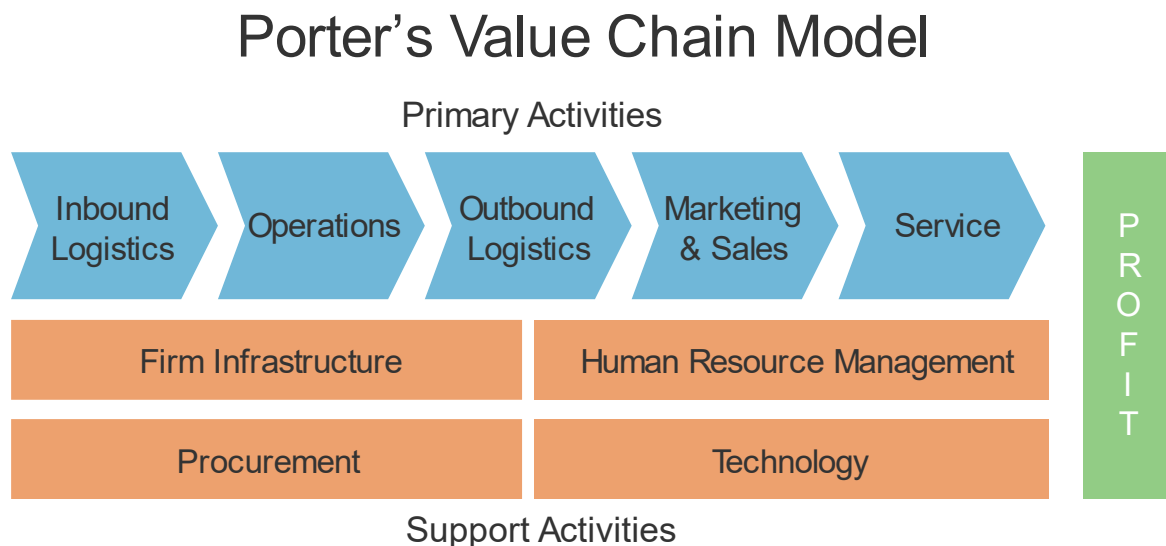 Porter’s Value Chain Model
Primary Activities
Inbound
Logistics
Operations
Outbound
Logistics
Marketing
& Sales
Service
PROFIT
Firm Infrastructure
Human Resource Management
Procurement
Technology
Support Activities